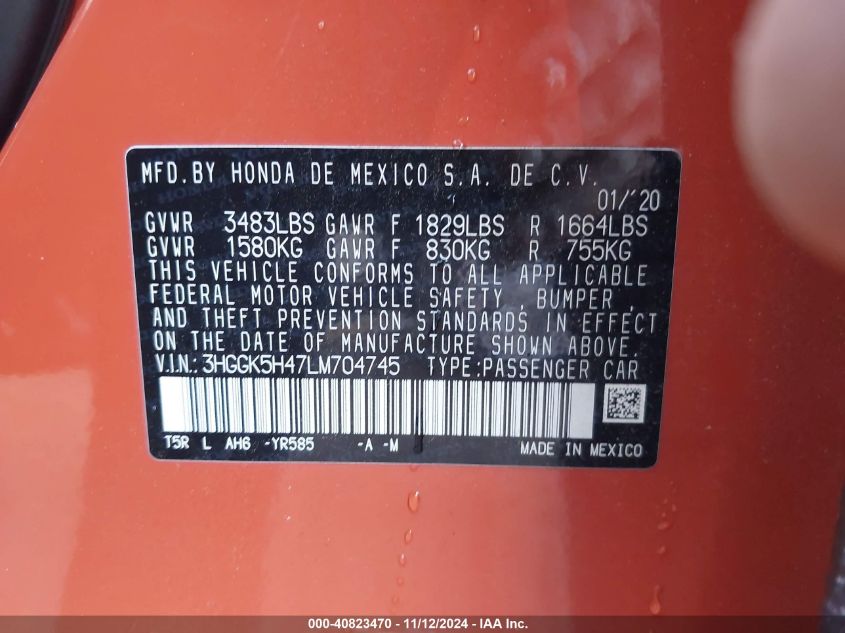 MFD. BY HONDA DE MEXICO S.A. DE C.V.
01/'20
GVWR 3483LBS GAWR F 1829LBS R 1664LBS
GVWR 1580KG GAWR F 830KG R 755KG
THIS VEHICLE CONFORMS TO ALL APPLICABLE
FEDERAL MOTOR VEHICLE SAFETY, BUMPER,
AND THEFT PREVENTION STANDARDS IN EFFECT
ON THE DATE OF MANUFACTURE SHOWN ABOVE.
V.I.N.:3HGGK5H47LM704745 TYPE:PASSENGER CAR
T5R L AH6 -YR585 -A -M
MADE IN MEXICO
000-40823470 - 11/12/2024 - IAA Inc.